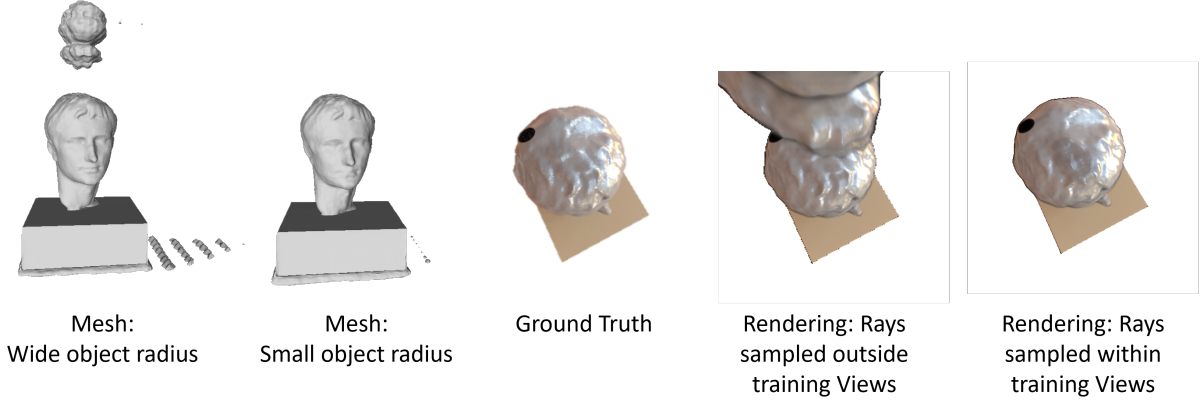 Mesh:
Wide object radius
Mesh:
Small object radius
Ground Truth
Rendering: Rays
sampled outside
training Views
Rendering: Rays
sampled within
training Views